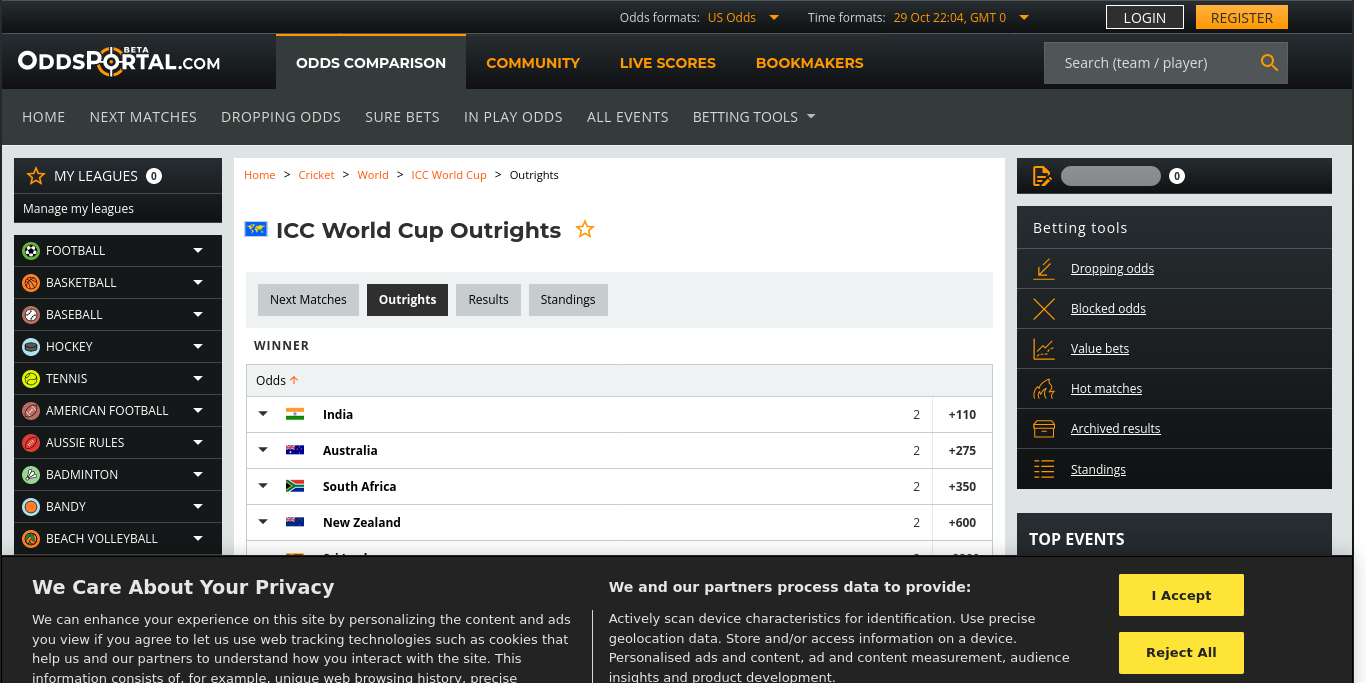 Odds formats: US Odds
Time formats: 29 Oct 22:04, GMT 0
LOGIN
REGISTER
ODDSPORTAL.COM
BETA
ODDS COMPARISON
COMMUNITY
LIVE SCORES
BOOKMAKERS
Search (team / player)
HOME
NEXT MATCHES
DROPPING ODDS
SURE BETS
IN PLAY ODDS
ALL EVENTS
BETTING TOOLS
MY LEAGUES 0
Manage my leagues
FOOTBALL
BASKETBALL
BASEBALL
HOCKEY
TENNIS
AMERICAN FOOTBALL
AUSSIE RULES
BADMINTON
BANDY
BEACH VOLLEYBALL
Home > Cricket > World > ICC World Cup > Outrights
ICC World Cup Outrights
Next Matches
Outrights
Results
Standings
WINNER
Odds
India 2 +110
Australia 2 +275
South Africa 2 +350
New Zealand 2 +600
0
Betting tools
Dropping odds
Blocked odds
Value bets
Hot matches
Archived results
Standings
TOP EVENTS
We Care About Your Privacy
We can enhance your experience on this site by personalizing the content and ads
you view if you agree to let us use web tracking technologies such as cookies that
help us and our partners to understand how you interact with the site. This
information consists of, for example, unique web browsing history, precise
We and our partners process data to provide:
Actively scan device characteristics for identification. Use precise
geolocation data. Store and/or access information on a device.
Personalised ads and content, ad and content measurement, audience
insights and product development.
I Accept
Reject All